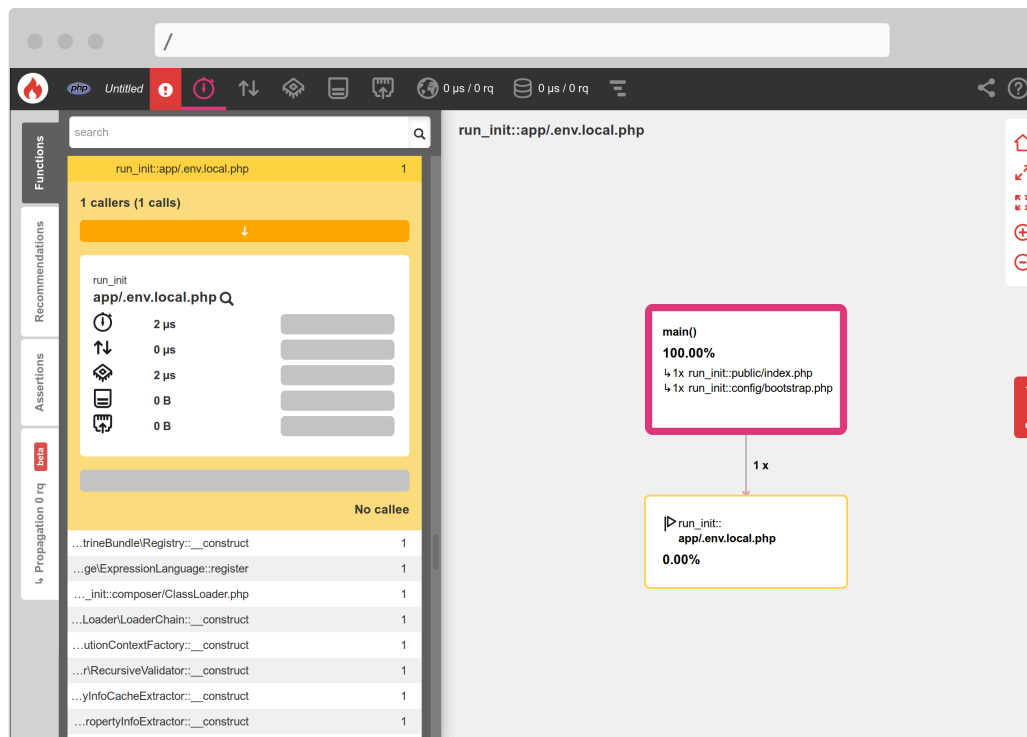 /
php Untitled 0 µs / 0 rq 0 µs / 0 rq
Functions
Recommendations
Assertions
↳ Propagation 0 rq beta
search
run_init::app/.env.local.php 1
1 callers (1 calls)
↓
run_init
app/.env.local.php
2 µs
0 µs
2 µs
0 B
0 B
No callee
…trineBundle\Registry::__construct 1
…ge\ExpressionLanguage::register 1
…_init::composer/ClassLoader.php 1
…Loader\LoaderChain::__construct 1
…utionContextFactory::__construct 1
…r\RecursiveValidator::__construct 1
…yInfoCacheExtractor::__construct 1
…ropertyInfoExtractor::__construct 1
run_init::app/.env.local.php
main()
100.00%
↳1x run_init::public/index.php
↳1x run_init::config/bootstrap.php
1 x
run_init::
app/.env.local.php
0.00%